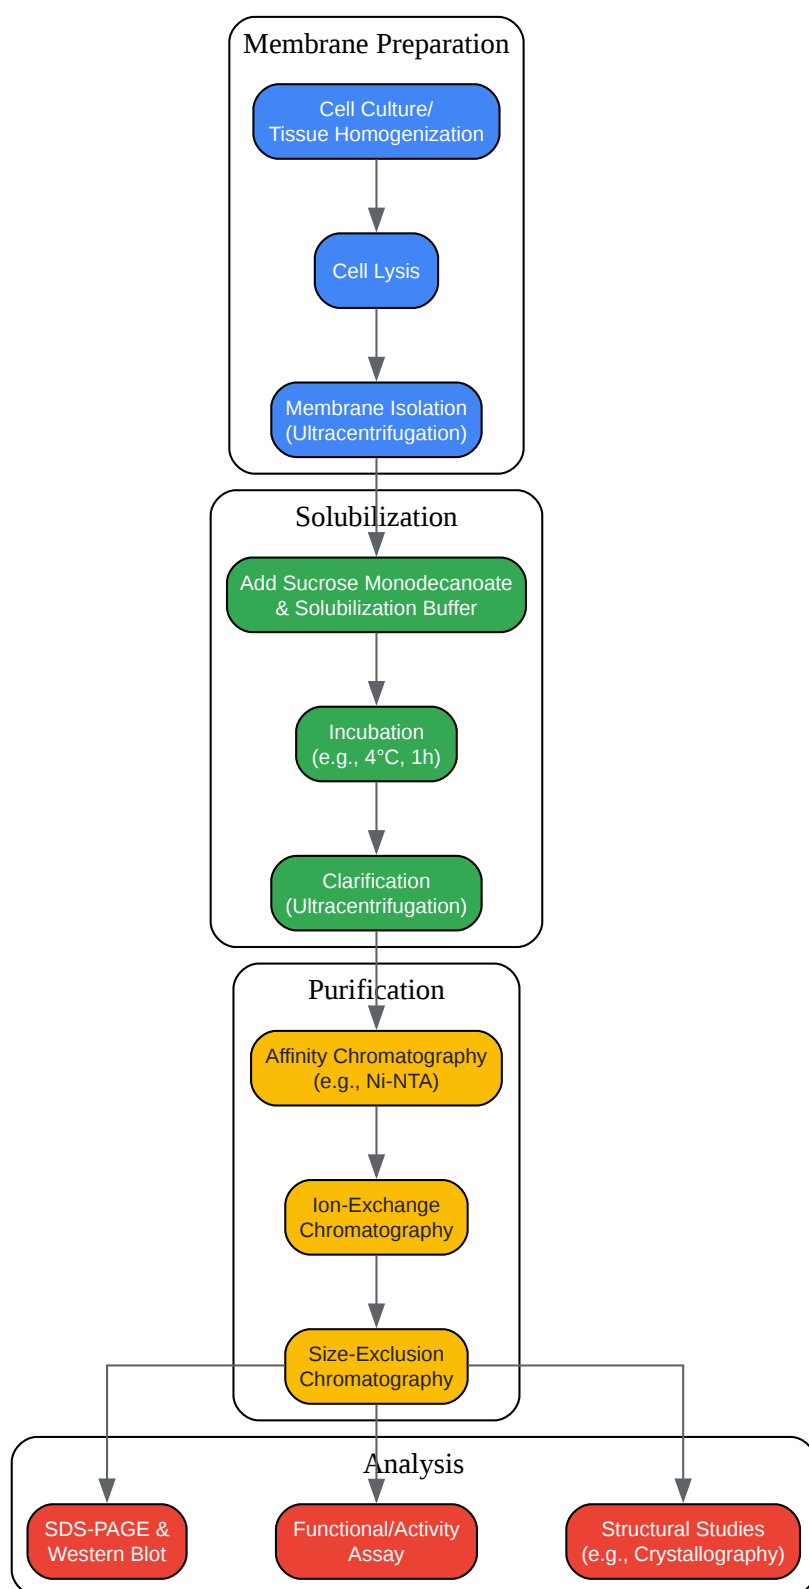 Membrane Preparation
Cell Culture/
Tissue Homogenization
Cell Lysis
Membrane Isolation
(Ultracentrifugation)
Solubilization
Add Sucrose Monodecanoate
& Solubilization Buffer
Incubation
(e.g., 4°C, 1h)
Clarification
(Ultracentrifugation)
Purification
Affinity Chromatography
(e.g., Ni-NTA)
Ion-Exchange
Chromatography
Size-Exclusion
Chromatography
Analysis
SDS-PAGE &
Western Blot
Functional/Activity
Assay
Structural Studies
(e.g., Crystallography)